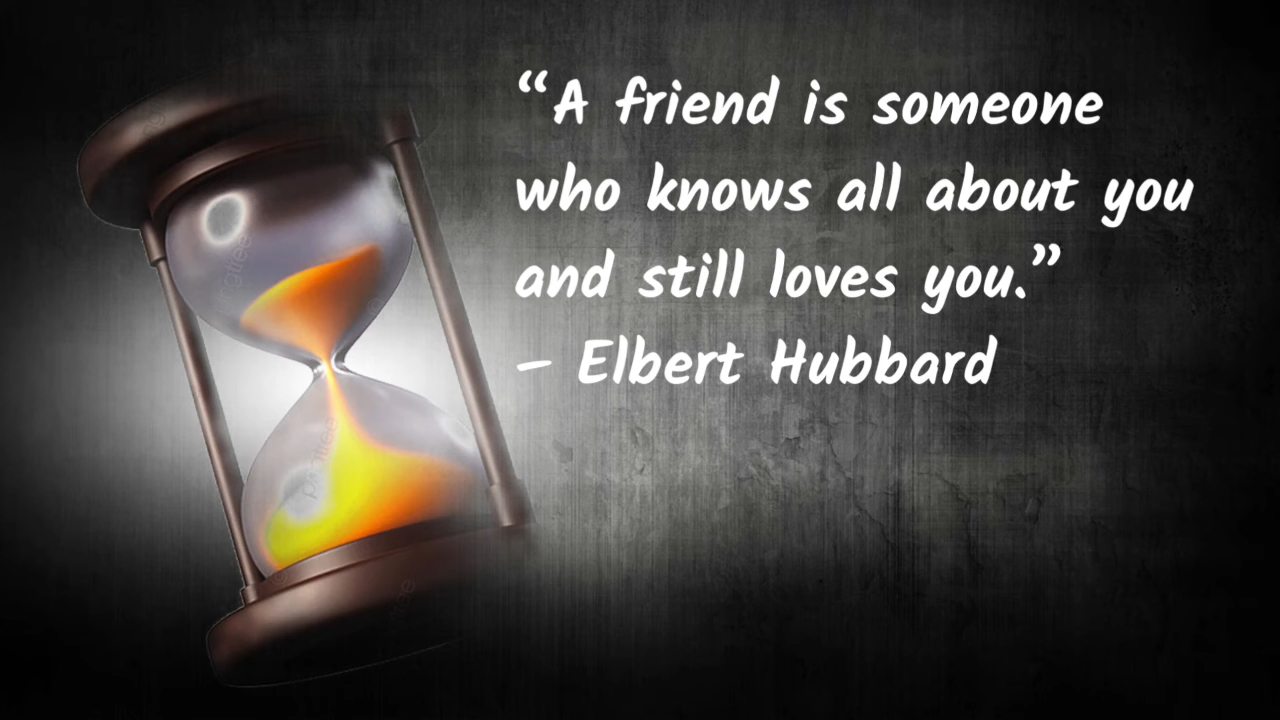 “A friend is someone
who knows all about you
and still loves you.”
– Elbert Hubbard